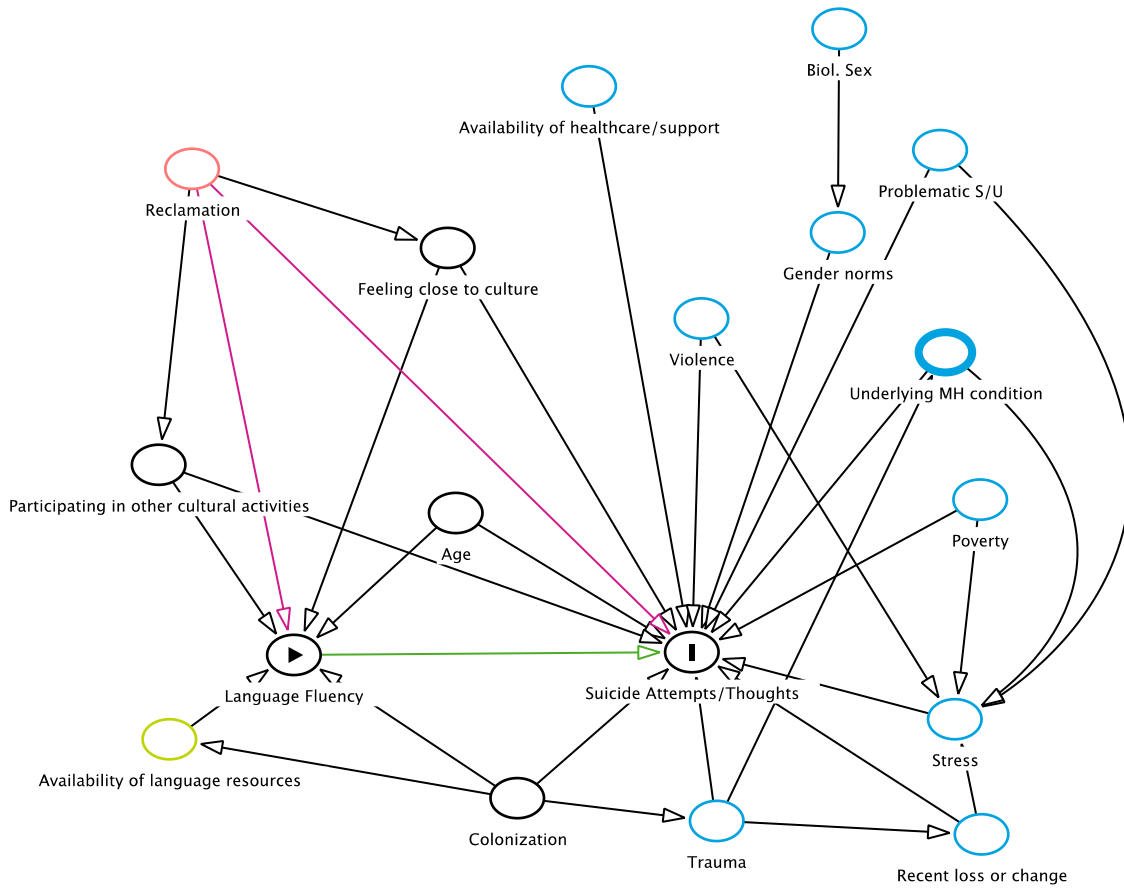 Biol. Sex
Availability of healthcare/support
Problematic S/U
Reclamation
Gender norms
Feeling close to culture
Violence
Underlying MH condition
Participating in other cultural activities
Poverty
Age
Language Fluency
Suicide Attempts/Thoughts
Stress
Availability of language resources
Colonization
Trauma
Recent loss or change